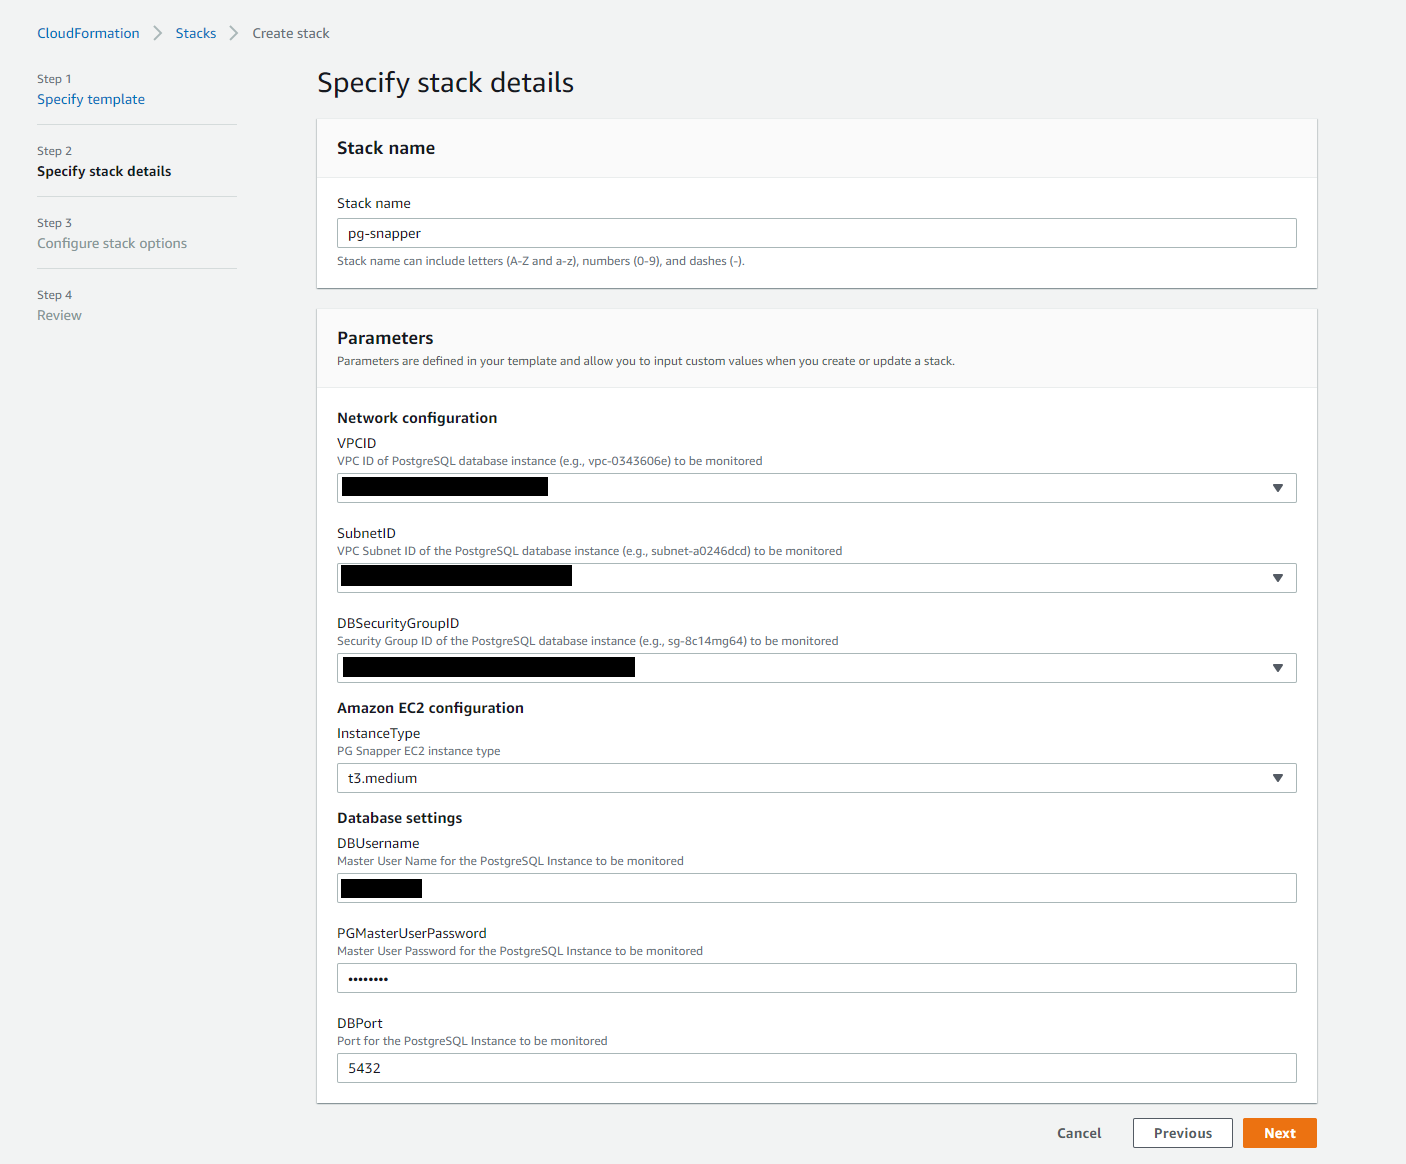 CloudFormation > Stacks > Create stack
Step 1
Specify template
Step 2
Specify stack details
Step 3
Configure stack options
Step 4
Review
Specify stack details
Stack name
Stack name
pg-snapper
Stack name can include letters (A-Z and a-z), numbers (0-9), and dashes (-).
Parameters
Parameters are defined in your template and allow you to input custom values when you create or update a stack.
Network configuration
VPCID
VPC ID of PostgreSQL database instance (e.g., vpc-0343606e) to be monitored
SubnetID
VPC Subnet ID of the PostgreSQL database instance (e.g., subnet-a0246dcd) to be monitored
DBSecurityGroupID
Security Group ID of the PostgreSQL database instance (e.g., sg-8c14mg64) to be monitored
Amazon EC2 configuration
InstanceType
PG Snapper EC2 instance type
t3.medium
Database settings
DBUsername
Master User Name for the PostgreSQL Instance to be monitored
PGMasterUserPassword
Master User Password for the PostgreSQL Instance to be monitored
••••••••
DBPort
Port for the PostgreSQL Instance to be monitored
5432
Cancel
Previous
Next